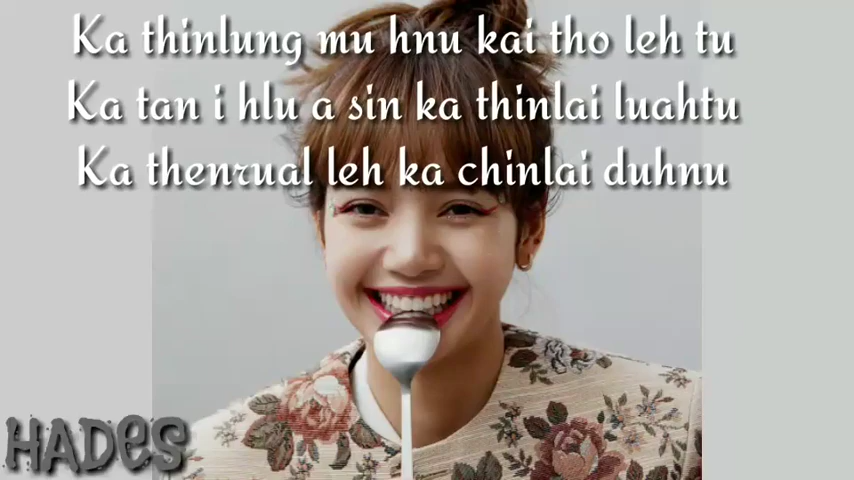 Ka thinlung mu hnu kai tho leh tu
Ka tan i hlu a sin ka thinlai luahtu
Ka thenrual leh ka chinlai duhnu
HADES